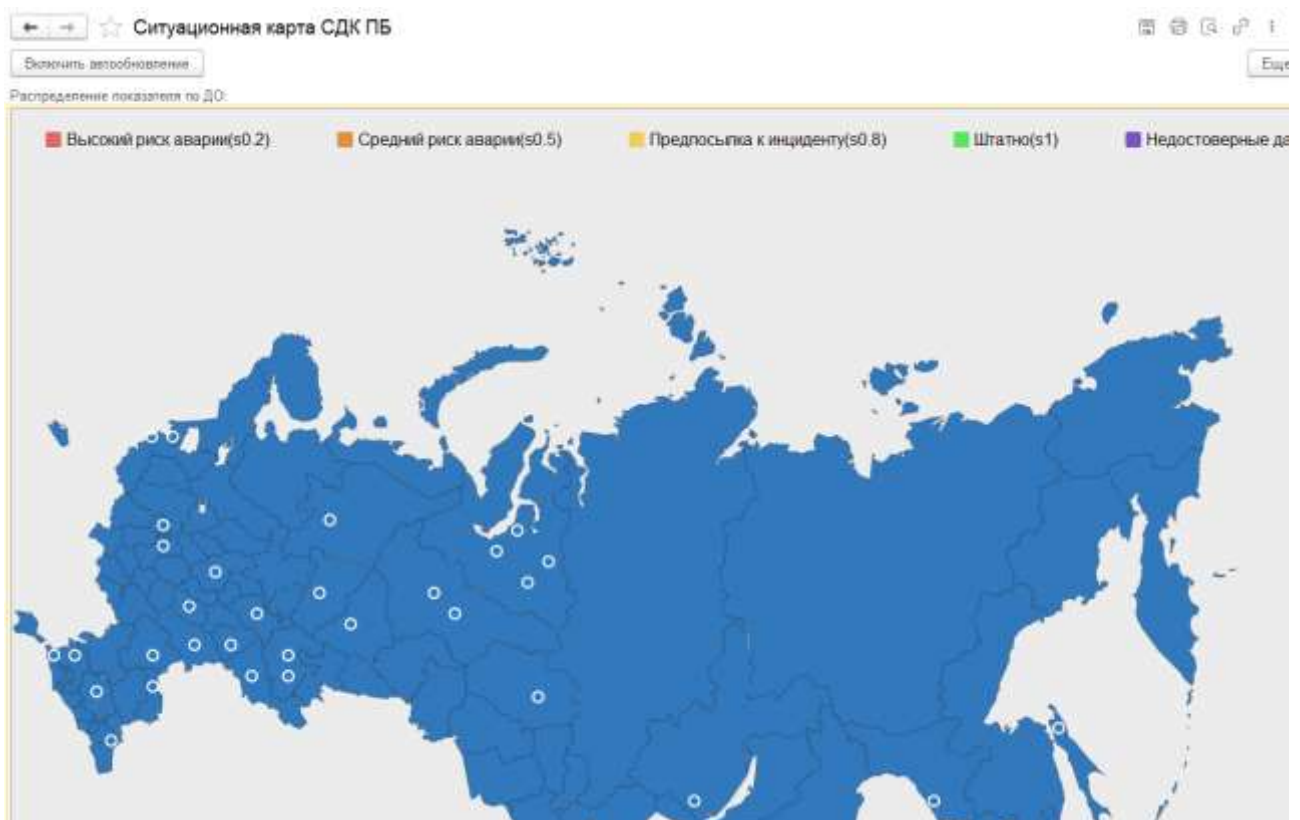 Ситуационная карта СДК ПБ
Включить автообновление
Еще
Распределение показателя по ДО:
Высокий риск аварии(s0.2) Средний риск аварии(s0.5) Предпосылка к инциденту(s0.8) Штатно(s1) Недостоверные да